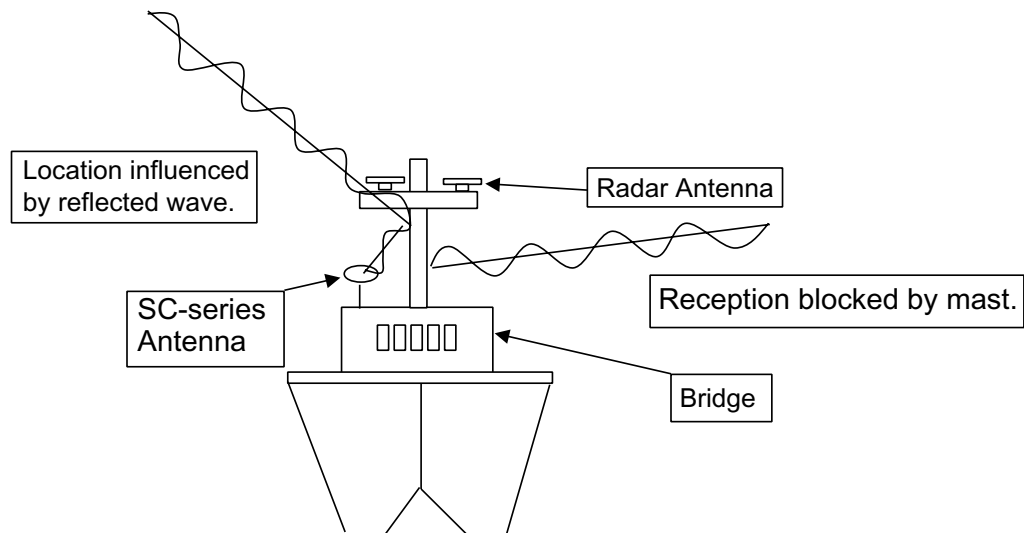 Location influenced
by reflected wave.
Radar Antenna
SC-series
Antenna
Reception blocked by mast.
Bridge